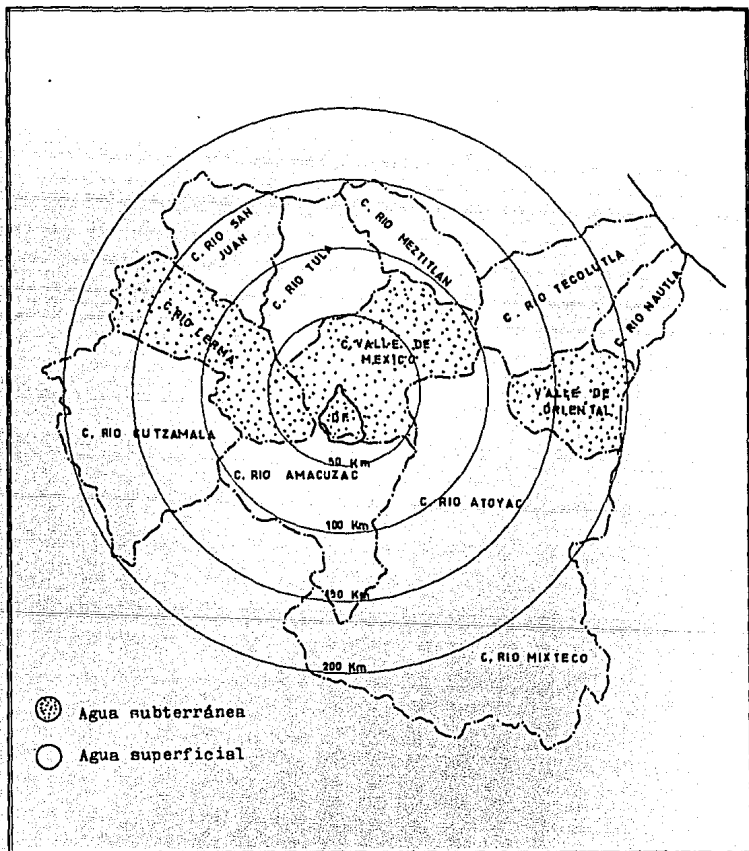 C. RIO SAN
JUAN
C. RIO TULA
C. RIO MEZTITLAN
C. RIO TECOLUTLA
C. RIO NAUTLA
C. RIO LERMA
C. VALLE DE
MEXICO
VALLE DE
ORIENTAL
D.F.
C. RIO CUTZAMALA
C. RIO AMACUZAC
C. RIO ATOYAC
50 Km
100 Km
150 Km
200 Km
C. RIO MIXTECO
Agua subterránea
Agua superficial